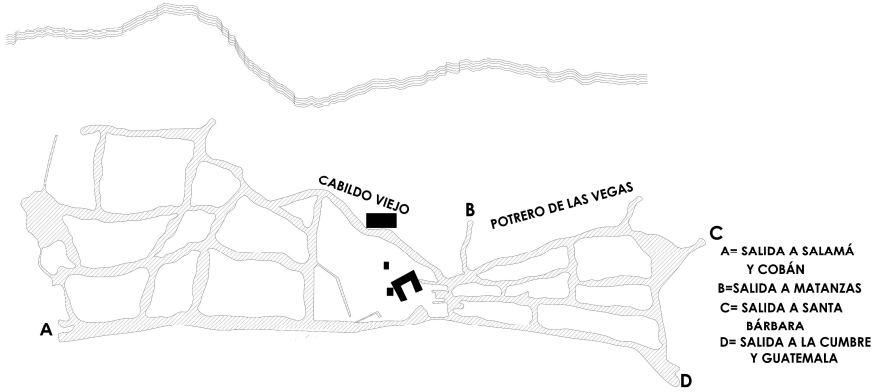 CABILDO VIEJO
B
POTRERO DE LAS VEGAS
C
A= SALIDA A SALAMÁ
Y COBÁN
B=SALIDA A MATANZAS
C= SALIDA A SANTA
BÁRBARA
D= SALIDA A LA CUMBRE
Y GUATEMALA
A
D